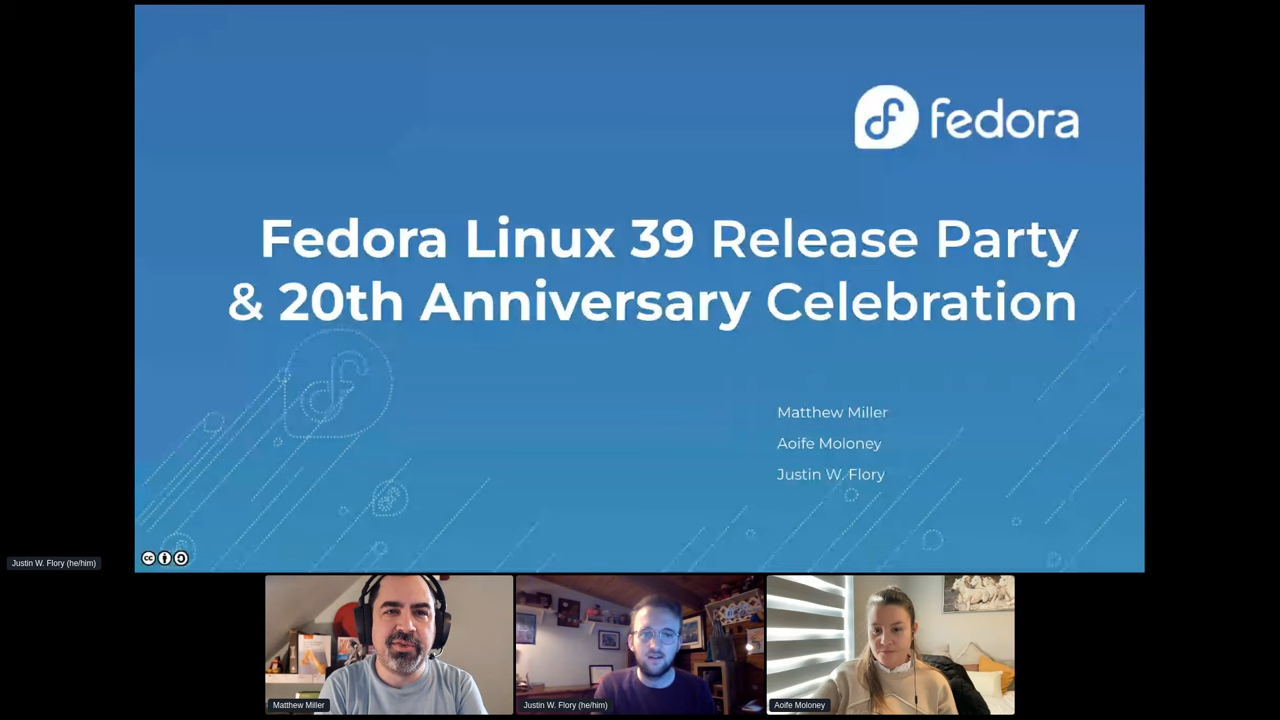 fedora
Fedora Linux 39 Release Party
& 20th Anniversary Celebration
Matthew Miller
Aoife Moloney
Justin W. Flory
cc
Justin W. Flory (he/him)
Matthew Miller
Justin W. Flory (he/him)
Aoife Moloney